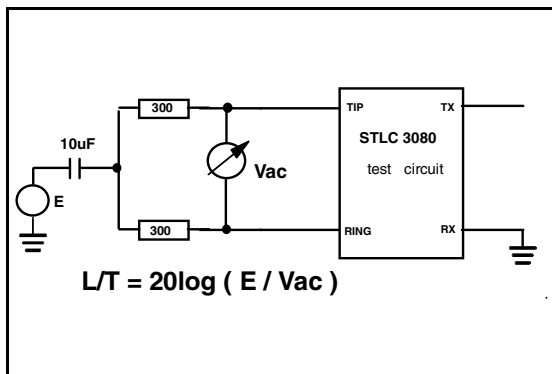 300
TIP
TX
10uF
STLC 3080
Vac
test circuit
E
300
RING
RX
L/T = 20log ( E / Vac )